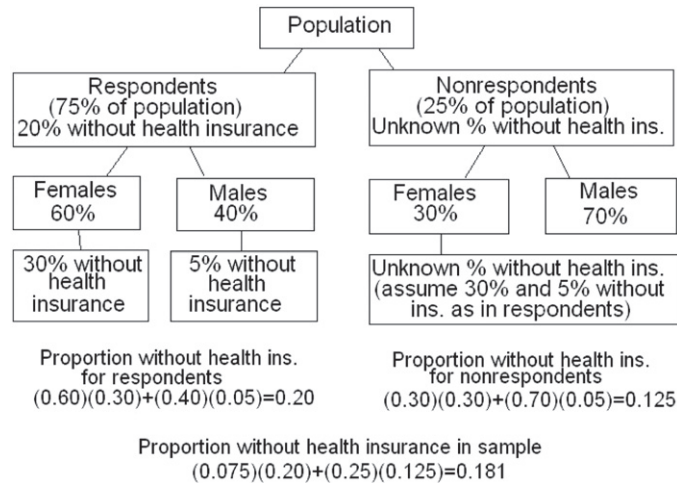 Population
Respondents
(75% of population)
20% without health insurance
Nonrespondents
(25% of population)
Unknown % without health ins.
Females
60%
Males
40%
Females
30%
Males
70%
30% without
health
insurance
5% without
health
insurance
Unknown % without health ins.
(assume 30% and 5% without
ins. as in respondents)
Proportion without health ins.
for respondents
(0.60)(0.30)+(0.40)(0.05)=0.20
Proportion without health ins.
for nonrespondents
(0.30)(0.30)+(0.70)(0.05)=0.125
Proportion without health insurance in sample
(0.075)(0.20)+(0.25)(0.125)=0.181